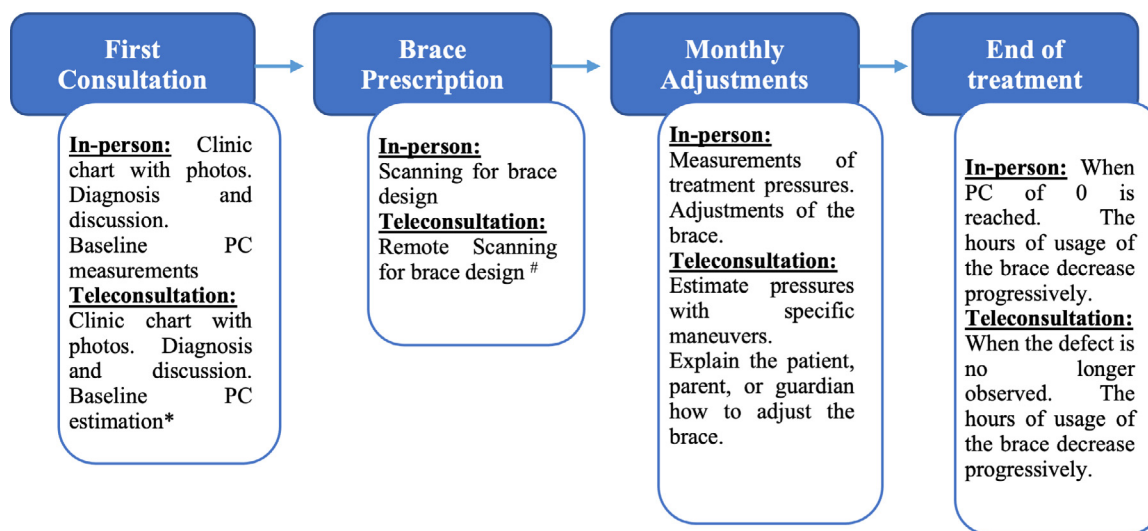 First
Consultation
In-person: Clinic
chart with photos.
Diagnosis and
discussion.
Baseline PC
measurements
Teleconsultation:
Clinic chart with
photos. Diagnosis
and discussion.
Baseline PC
estimation*
Brace
Prescription
In-person:
Scanning for brace
design
Teleconsultation:
Remote Scanning
for brace design #
Monthly
Adjustments
In-person:
Measurements of
treatment pressures.
Adjustments of the
brace.
Teleconsultation:
Estimate pressures
with specific
maneuvers.
Explain the patient,
parent, or guardian
how to adjust the
brace.
End of
treatment
In-person: When
PC of 0 is
reached. The
hours of usage of
the brace decrease
progressively.
Teleconsultation:
When the defect is
no longer
observed. The
hours of usage of
the brace decrease
progressively.